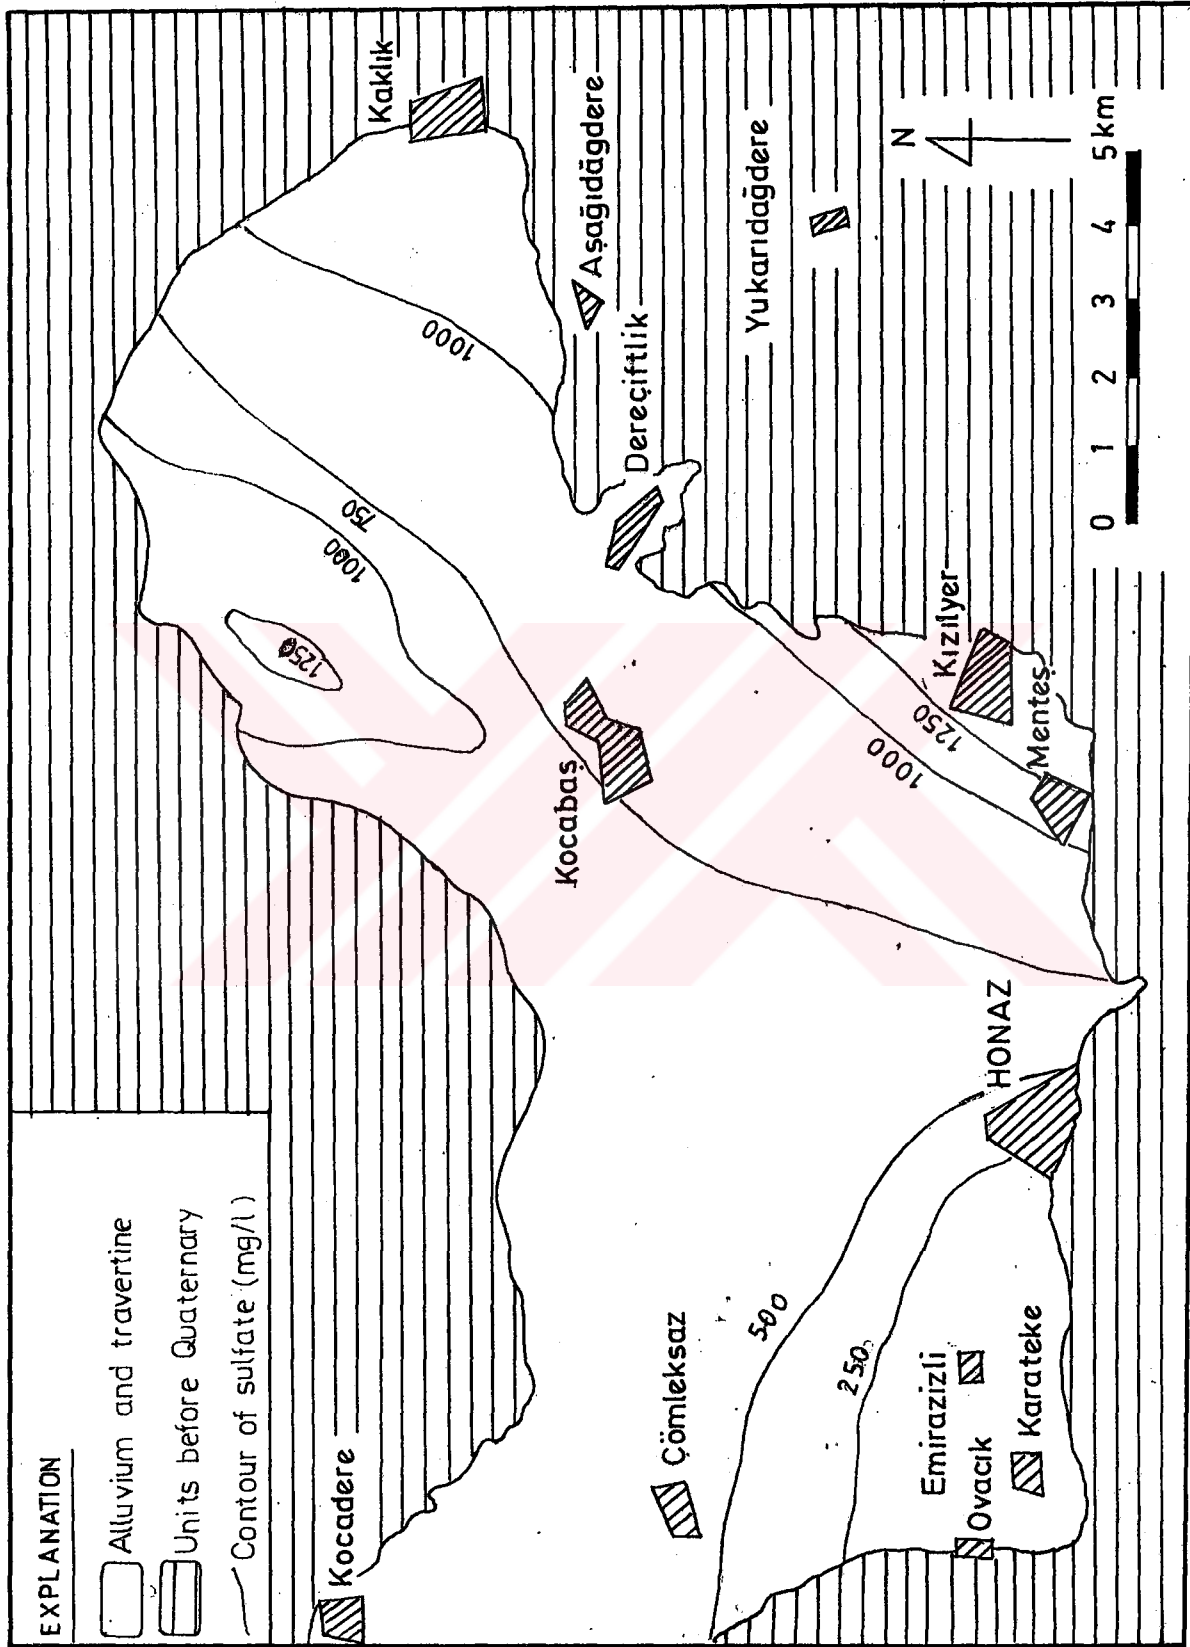 EXPLANATION
Alluvium and travertine
Units before Quaternary
Contour of sulfate (mg/l)
Kaklık
Kocadere
1000
750
1000
1250
Aşağıdağdere
Dereçiftlik
Yukarıdağdere
N
Kocabaş
Kızılyer
Menteş
1250
1000
HONAZ
Çömleksaz
500
250
Emirazizli
Ovacık
Karateke
0 1 2 3 4 5 km